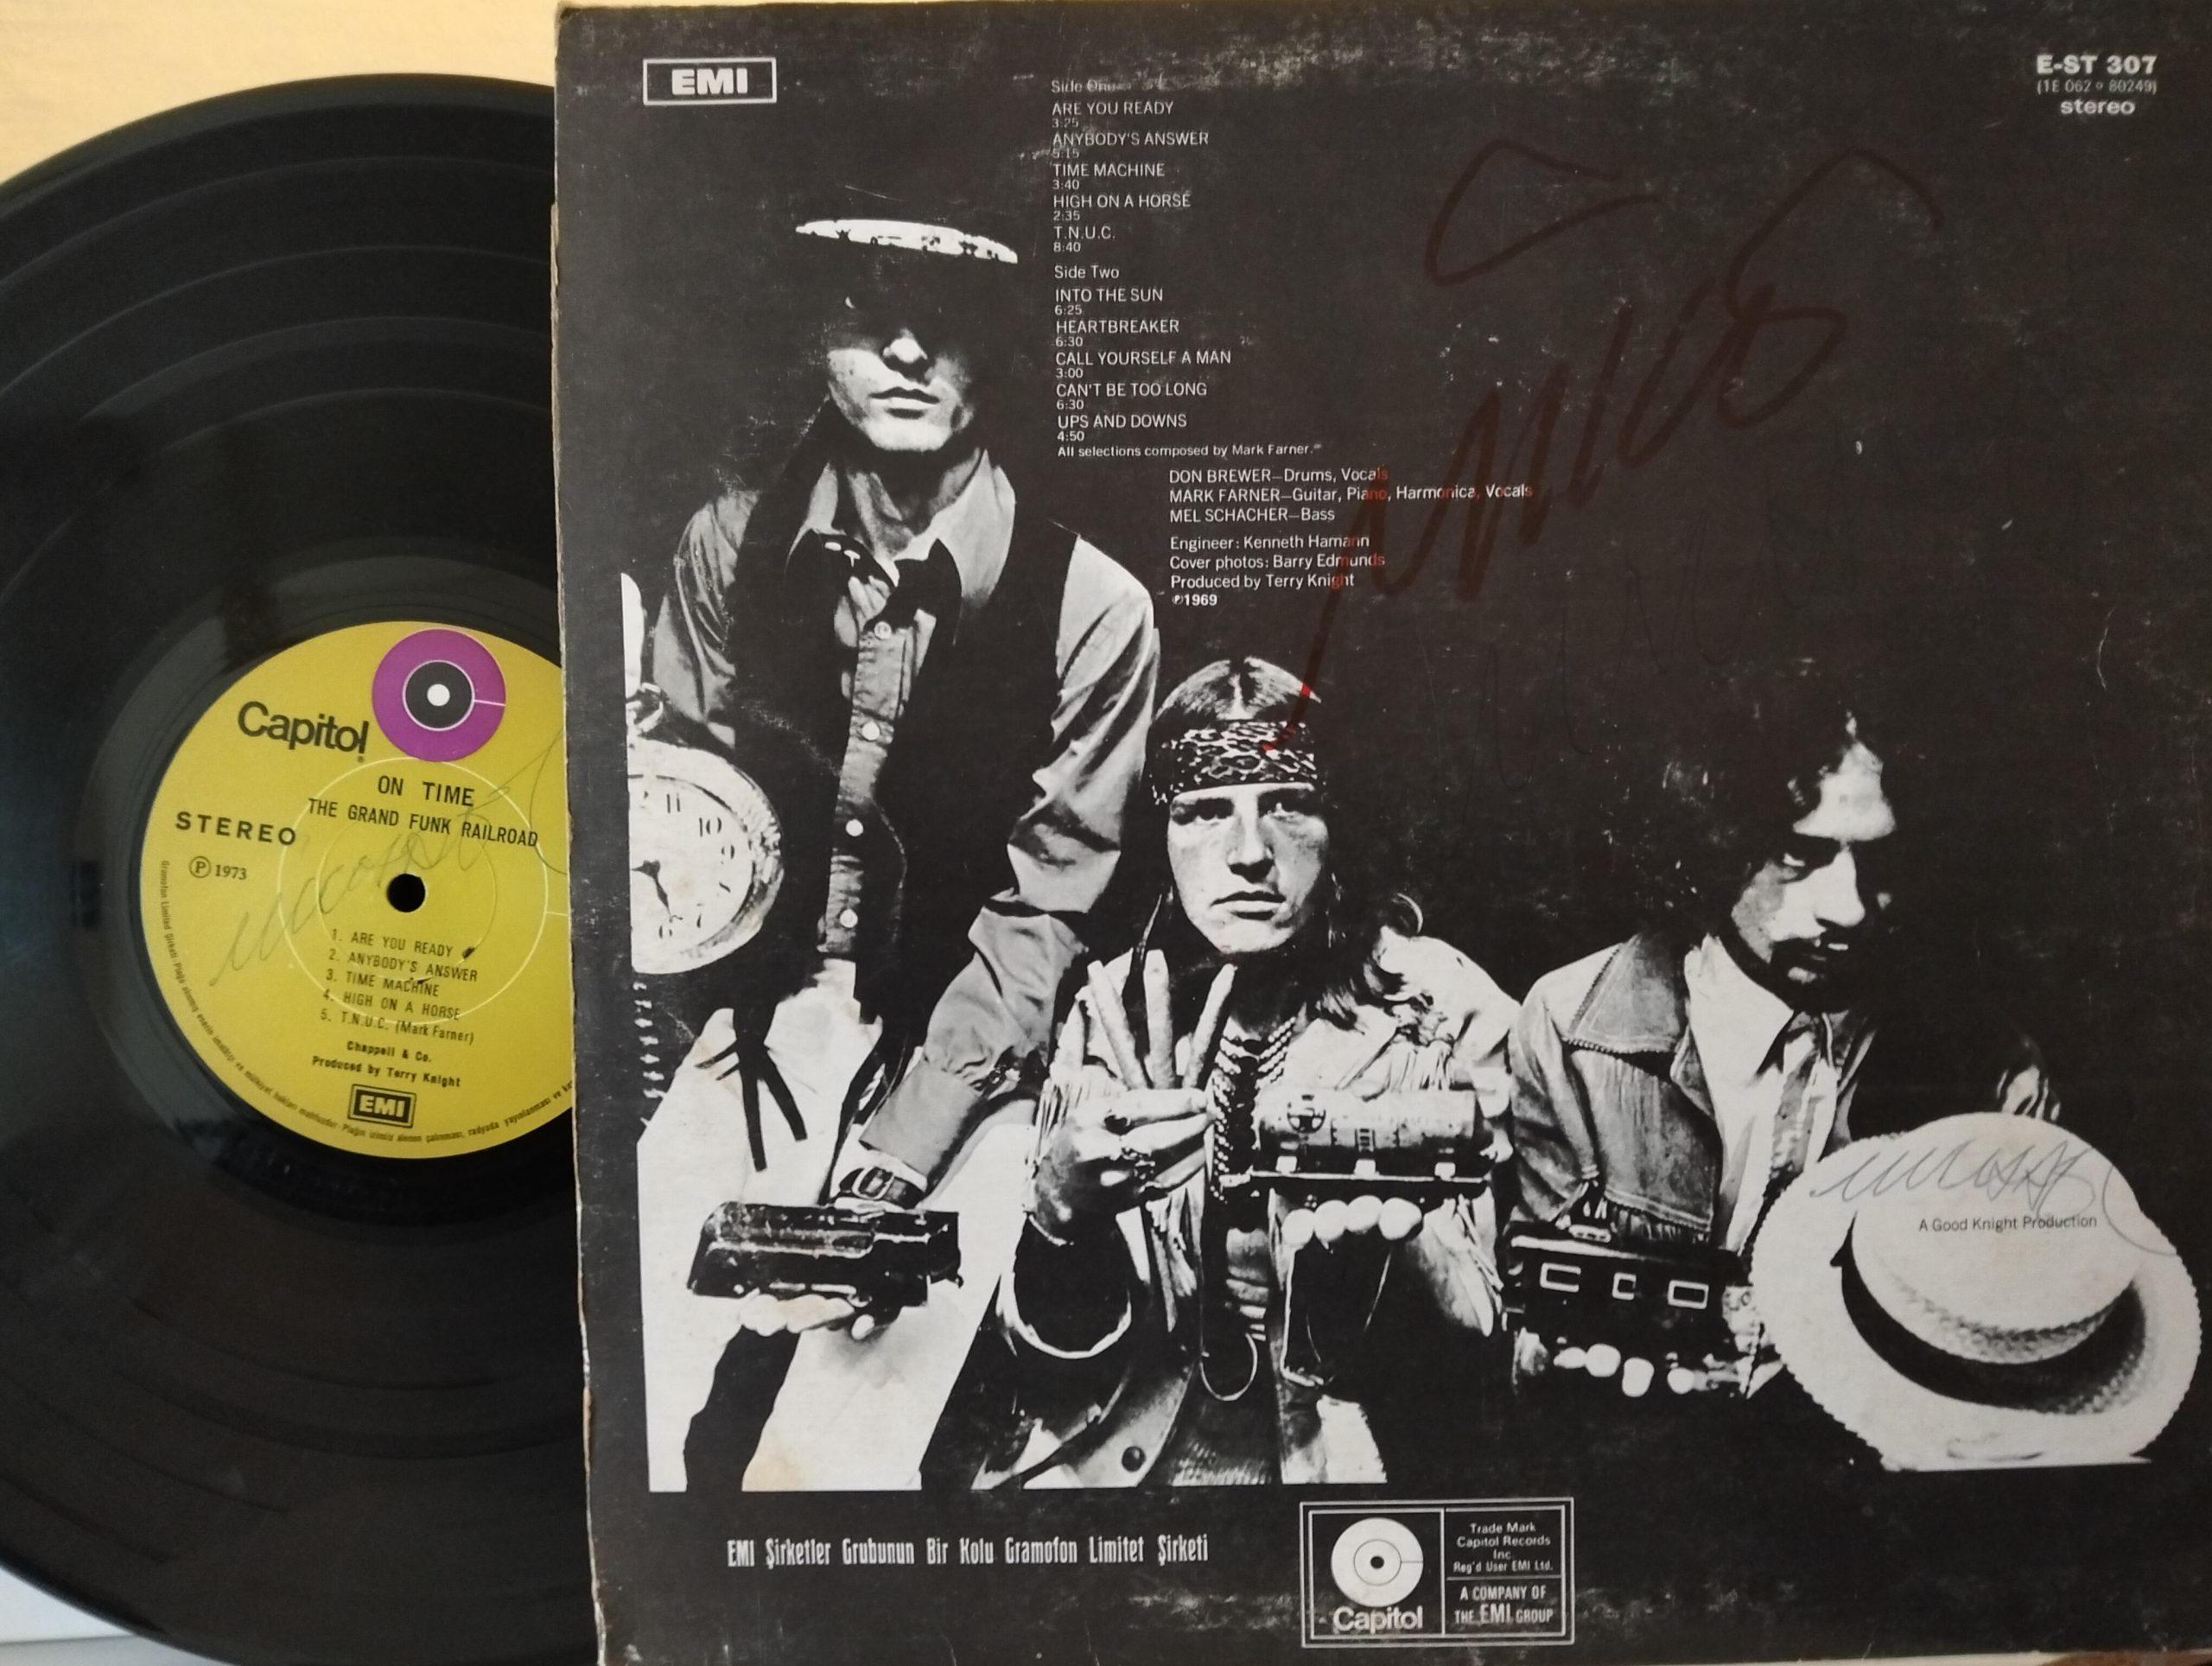 Capitol
ON TIME
THE GRAND FUNK RAILROAD
STEREO
℗ 1973
1. ARE YOU READY
2. ANYBODY'S ANSWER
3. TIME MACHINE
4. HIGH ON A HORSE
5. T.N.U.C. (Mark Farner)
Chappell & Co.
Produced by Terry Knight
EMI
EMI
E-ST 307
(1E 062 o 80249)
stereo
Side One
ARE YOU READY
3:25
ANYBODY'S ANSWER
5:15
TIME MACHINE
3:40
HIGH ON A HORSE
2:35
T.N.U.C.
8:40
Side Two
INTO THE SUN
6:25
HEARTBREAKER
6:30
CALL YOURSELF A MAN
3:00
CAN'T BE TOO LONG
6:30
UPS AND DOWNS
4:50
All selections composed by Mark Farner.
DON BREWER—Drums, Vocals
MARK FARNER—Guitar, Piano, Harmonica, Vocals
MEL SCHACHER—Bass
Engineer: Kenneth Hamann
Cover photos: Barry Edmunds
Produced by Terry Knight
℗1969
11
10
9
8
A Good Knight Production
EMI Şirketler Grubunun Bir Kolu Gramofon Limitet Şirketi
Capitol
Trade Mark
Capitol Records
Inc.
Reg'd User EMI Ltd.
A COMPANY OF
THE EMI GROUP